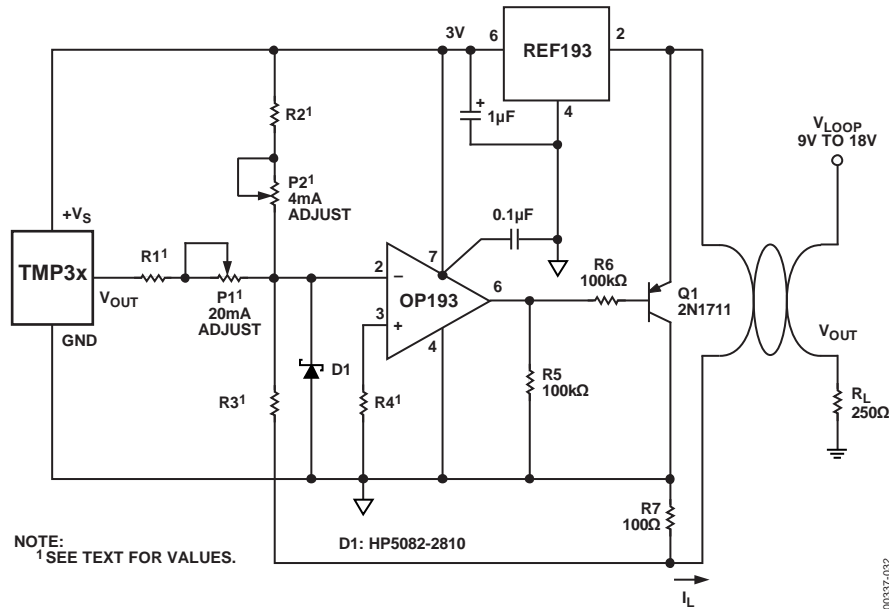 3V
6
REF193
2
4
R2¹
1µF
+
V_LOOP
9V TO 18V
P2¹
4mA
ADJUST
+V_S
TMP3x
V_OUT
GND
R1¹
P1¹
20mA
ADJUST
0.1µF
7
2
−
OP193
6
3
+
4
R6
100kΩ
Q1
2N1711
V_OUT
D1
R3¹
R4¹
R5
100kΩ
R_L
250Ω
R7
100Ω
NOTE:
¹ SEE TEXT FOR VALUES.
D1: HP5082-2810
I_L
00337-032